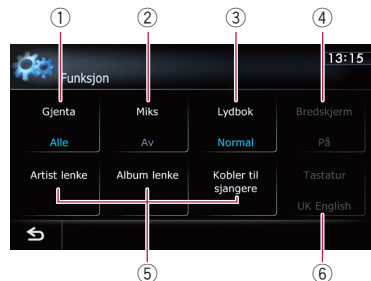 ① ② ③ ④
13:15
Funksjon
Gjenta Miks Lydbok Bredskjerm
Alle Av Normal På
Artist lenke Album lenke Kobler til Tastatur
sjangere
UK English
⑤ ⑥